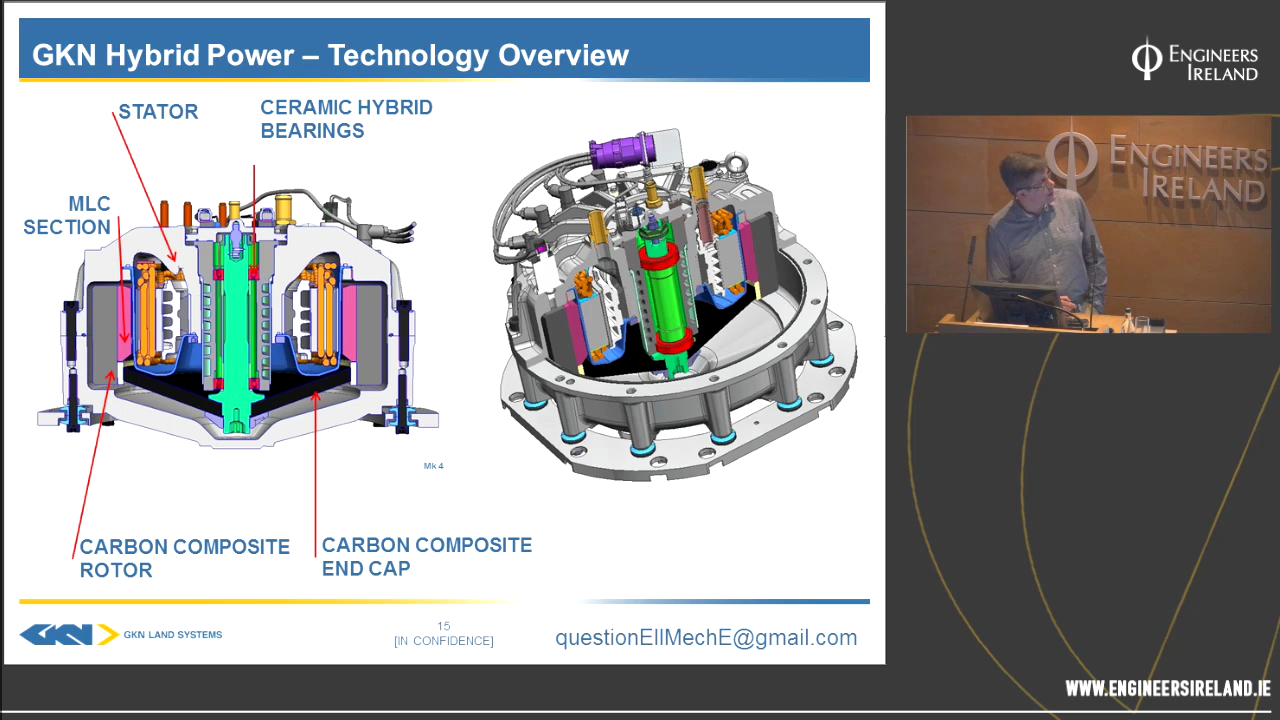 GKN Hybrid Power – Technology Overview
STATOR
CERAMIC HYBRID
BEARINGS
MLC
SECTION
Mk 4
CARBON COMPOSITE
ROTOR
CARBON COMPOSITE
END CAP
GKN
GKN LAND SYSTEMS
15
[IN CONFIDENCE]
questionEIIMechE@gmail.com
ENGINEERS
IRELAND
ENGINEERS
IRELAND
WWW.ENGINEERSIRELAND.IE